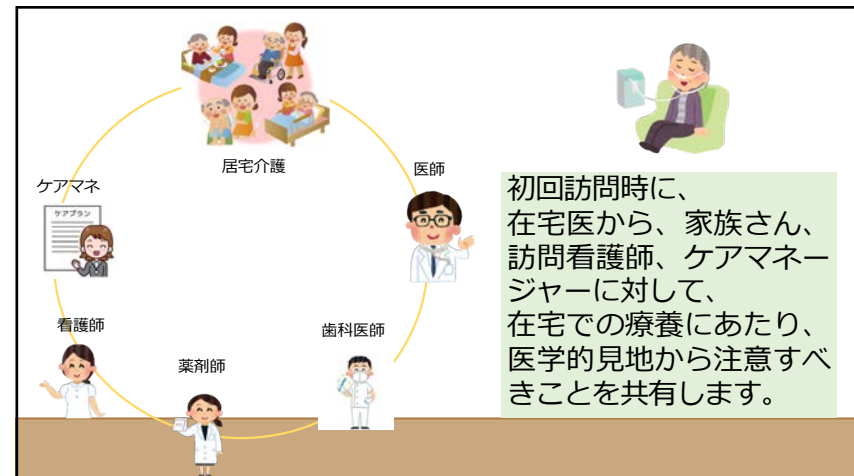 居宅介護
医師
ケアマネ
ケアプラン
看護師
薬剤師
歯科医師
初回訪問時に、
在宅医から、家族さん、
訪問看護師、ケアマネー
ジャーに対して、
在宅での療養にあたり、
医学的見地から注意すべ
きことを共有します。